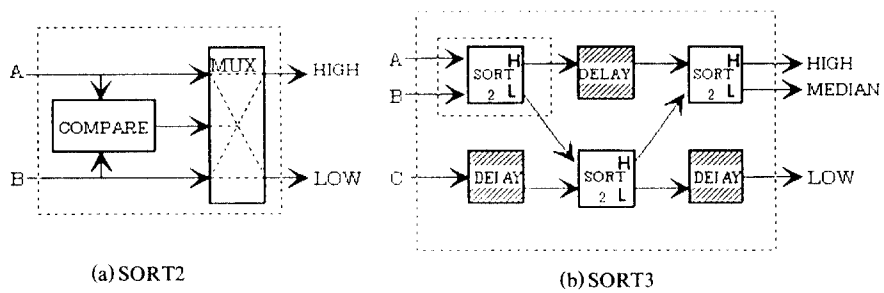 A
B
COMPARE
MUX
HIGH
LOW
(a) SORT2
A
B
C
SORT
2
H
L
DELAY
SORT
2
H
L
HIGH
MEDIAN
DELAY
SORT
2
H
L
DELAY
LOW
(b) SORT3